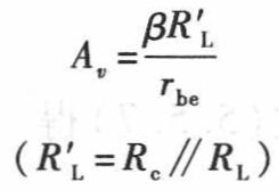 A_v = βR'_L / r_be
(R'_L = R_c // R_L)